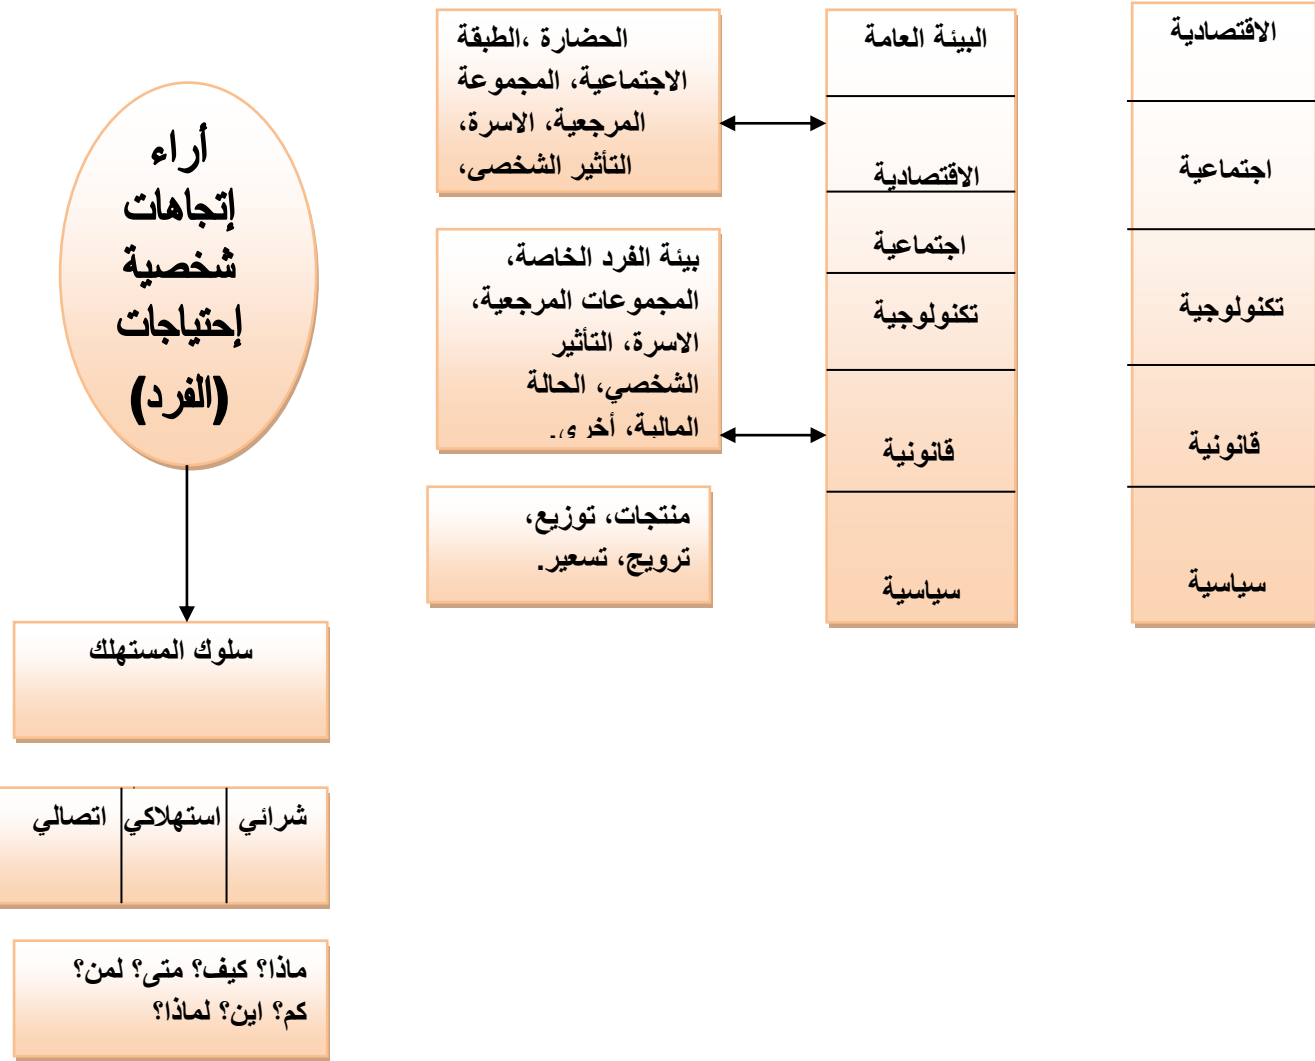 الاقتصادية
اجتماعية
تكنولوجية
قانونية
سياسية
البيئة العامة
الاقتصادية
اجتماعية
تكنولوجية
قانونية
سياسية
الحضارة ،الطبقة
الاجتماعية، المجموعة
المرجعية، الاسرة،
التأثير الشخصى،
بيئة الفرد الخاصة،
المجموعات المرجعية،
الاسرة، التأثير
الشخصي، الحالة
المالية، أخرى.
منتجات، توزيع،
ترويج، تسعير.
أراء
إتجاهات
شخصية
إحتياجات
(الفرد)
سلوك المستهلك
شرائي
استهلاكي
اتصالي
ماذا؟ كيف؟ متى؟ لمن؟
كم؟ اين؟ لماذا؟